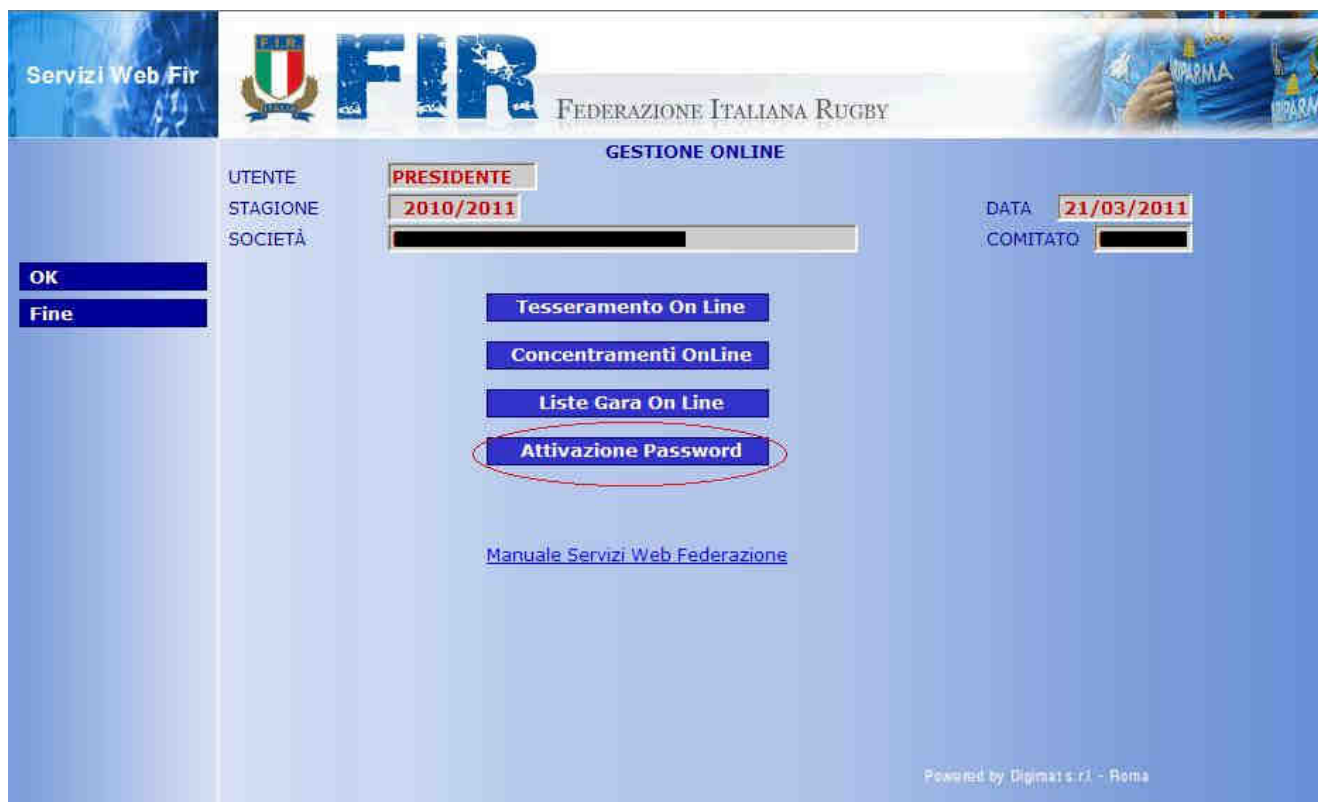 Servizi Web Fir
F.I.R.
ITALIA
FIR
FEDERAZIONE ITALIANA RUGBY
GESTIONE ONLINE
UTENTE PRESIDENTE
STAGIONE 2010/2011 DATA 21/03/2011
SOCIETÀ COMITATO
OK
Fine
Tesseramento On Line
Concentramenti OnLine
Liste Gara On Line
Attivazione Password
Manuale Servizi Web Federazione
Powered by Digimat s.r.l. - Roma